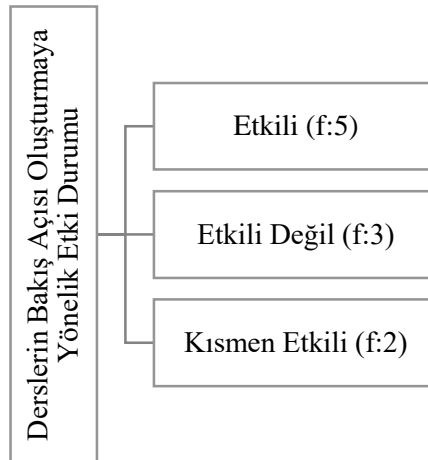 Derslerin Bakış Açısı Oluşturmaya
Yönelik Etki Durumu
Etkili (f:5)
Etkili Değil (f:3)
Kısmen Etkili (f:2)